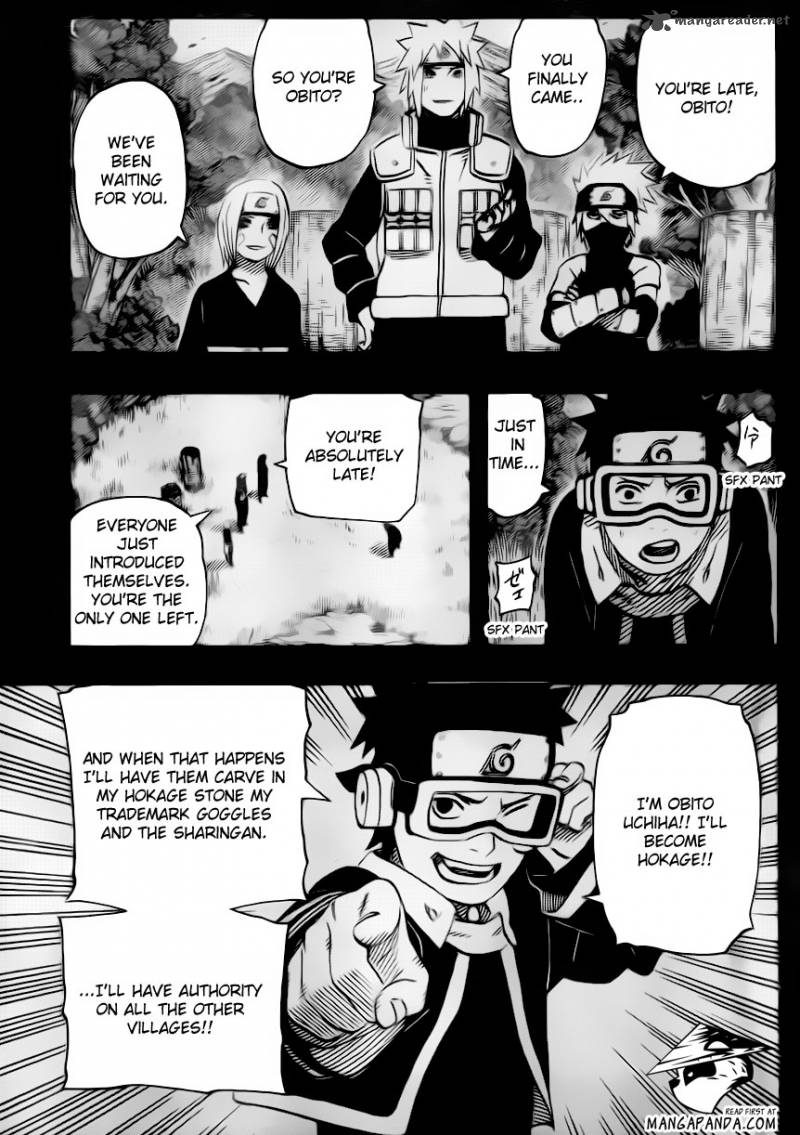 mangareader.net
YOU'RE LATE,
OBITO!
YOU
FINALLY
CAME..
SO YOU'RE
OBITO?
WE'VE
BEEN
WAITING
FOR YOU.
JUST
IN
TIME...
ハァ
SFX PANT
ゼェ
SFX PANT
YOU'RE
ABSOLUTELY
LATE!
EVERYONE
JUST
INTRODUCED
THEMSELVES.
YOU'RE THE
ONLY ONE LEFT.
I'M OBITO
UCHIHA!! I'LL
BECOME
HOKAGE!!
AND WHEN THAT HAPPENS
I'LL HAVE THEM CARVE IN
MY HOKAGE STONE MY
TRADEMARK GOGGLES
AND THE SHARINGAN.
...I'LL HAVE AUTHORITY
ON ALL THE OTHER
VILLAGES!!
READ FIRST AT
MANGAPANDA.COM